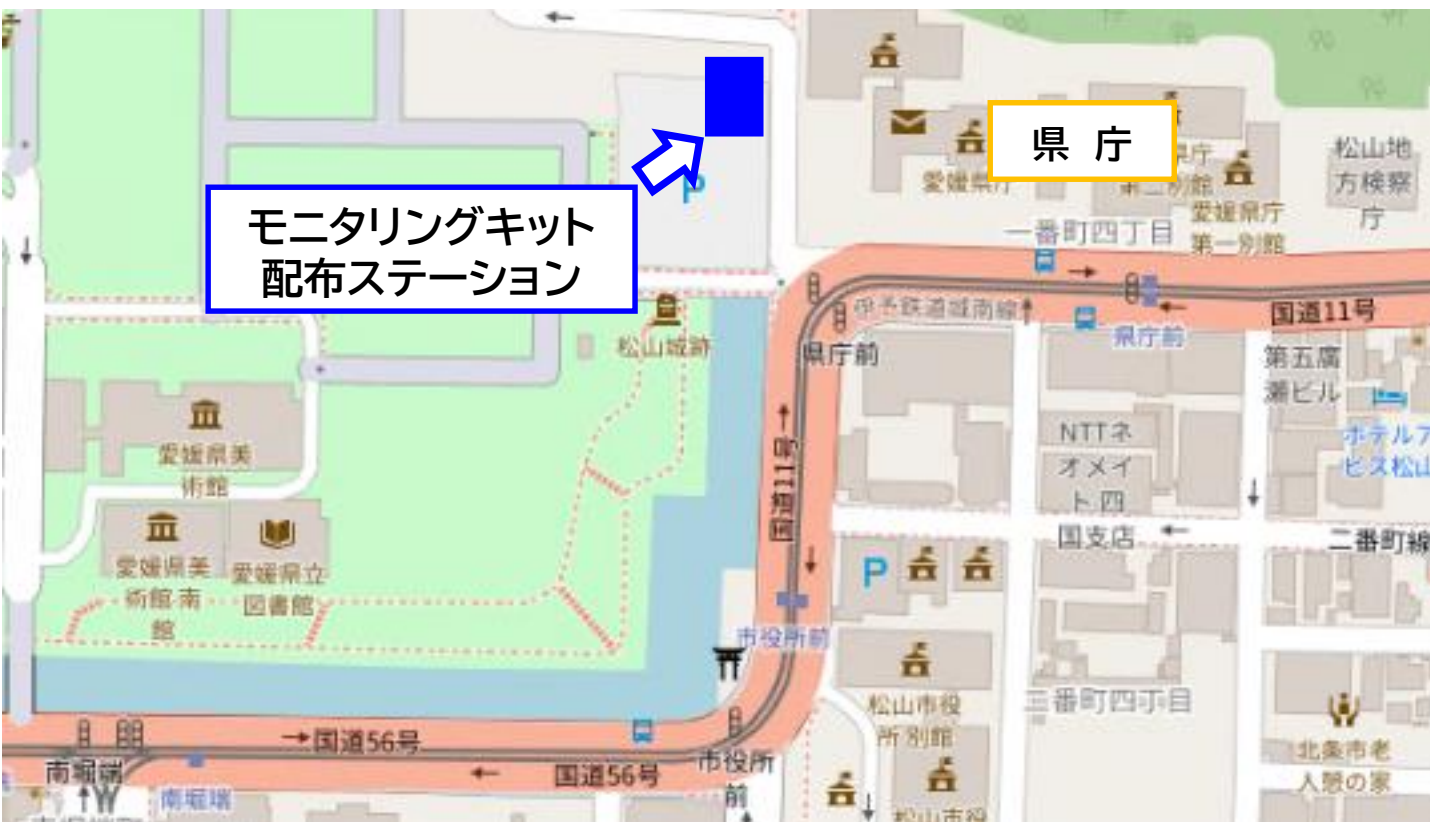 県 庁
松山地
方検察
庁
愛媛県庁
県庁
第二別館
愛媛県庁
第一別館
P
モニタリングキット
配布ステーション
一番町四丁目
国道11号
伊予鉄道城南線
県庁前
県庁前
松山城跡
第五廣
瀬ビル
ホテルア
ビス松山
愛媛県美
術館
NTTネ
オメイ
ト四
国支店
国道11号
二番町線
愛媛県美
術館 南
館
愛媛県立
図書館
P
市役所前
松山市役
所 別館
三番町四丁目
国道56号
国道56号
市役所
前
南堀端
南堀端
北条市老
人憩の家
松山市役